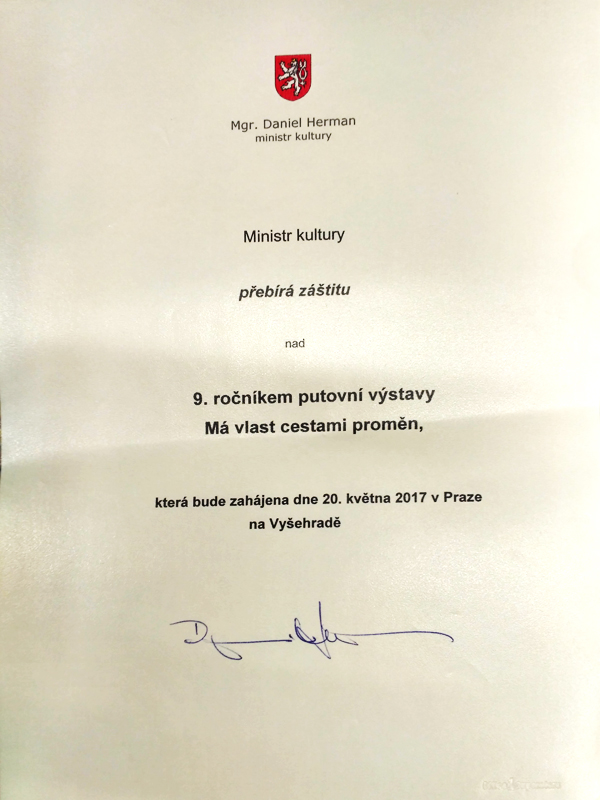 Mgr. Daniel Herman
ministr kultury
Ministr kultury
přebírá záštitu
nad
9. ročníkem putovní výstavy
Má vlast cestami proměn,
která bude zahájena dne 20. května 2017 v Praze
na Vyšehradě